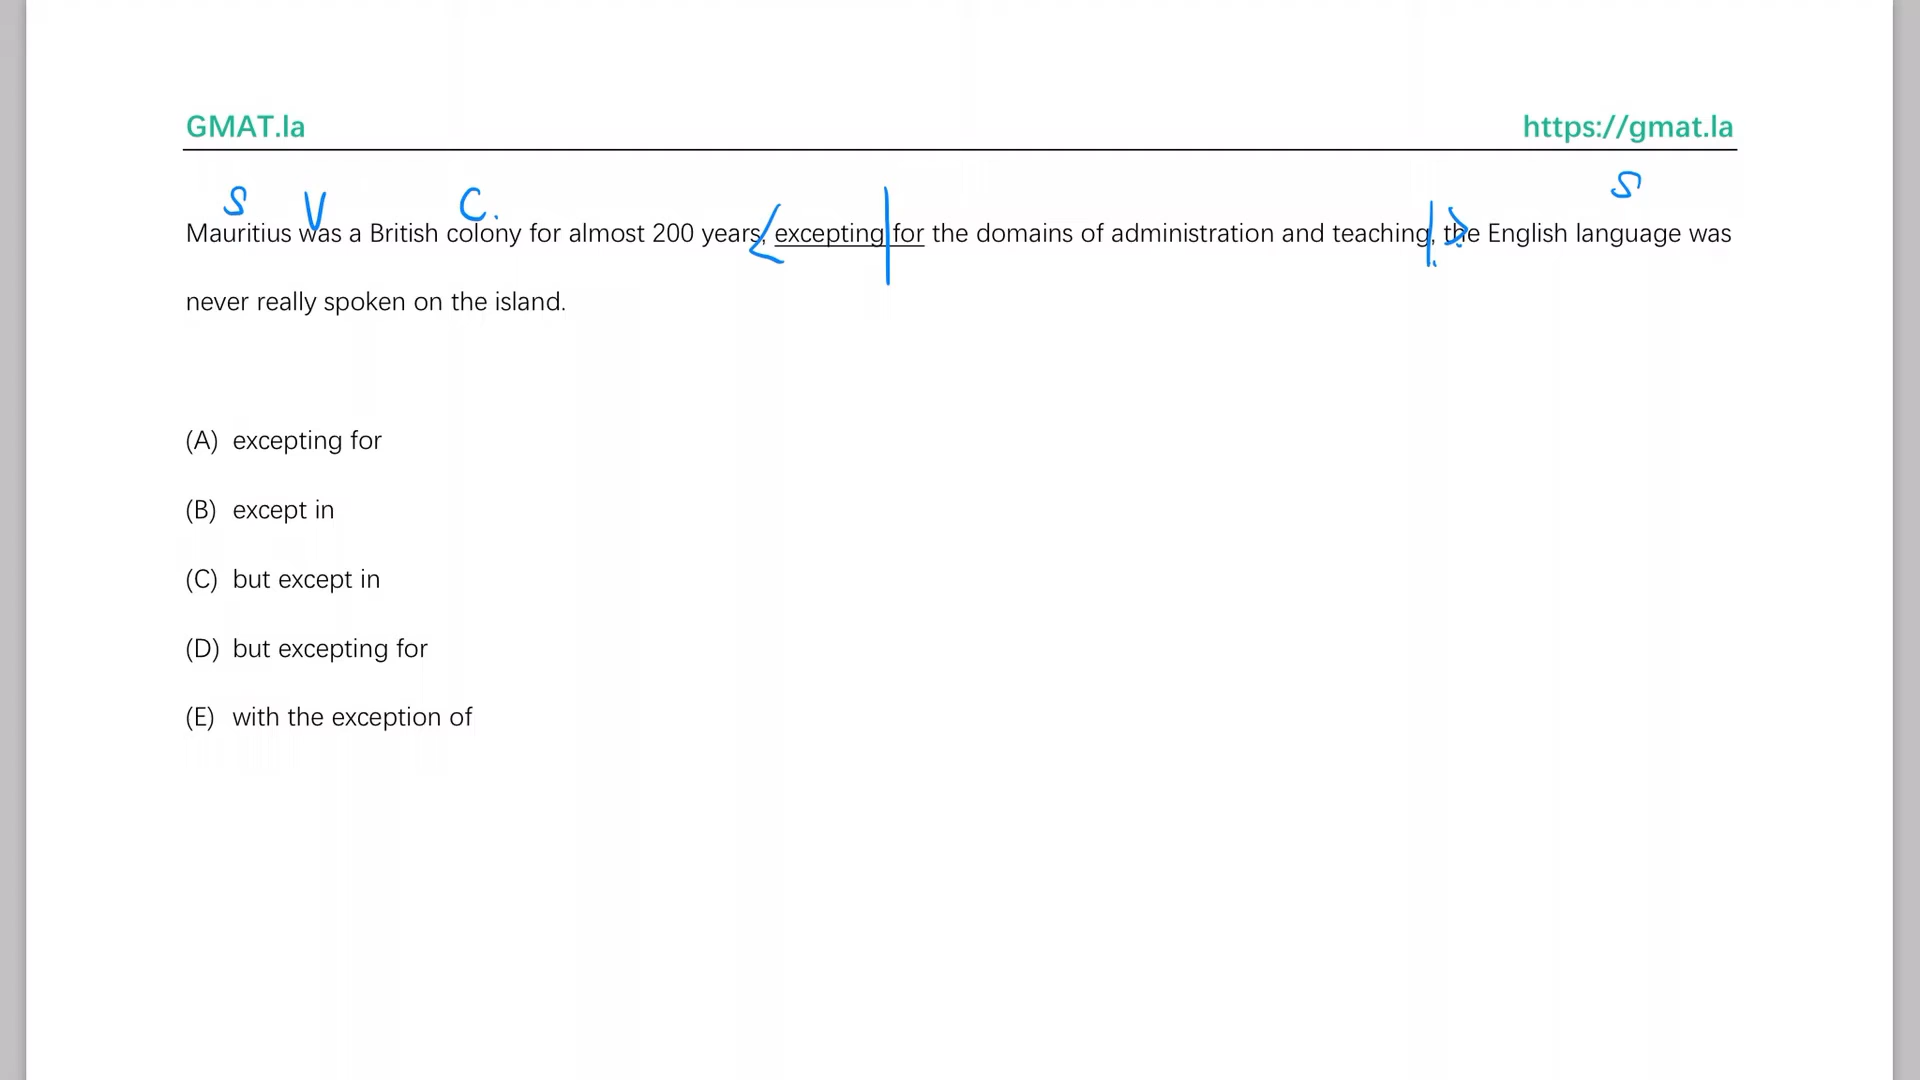 GMAT.la https://gmat.la
S V C. S
Mauritius was a British colony for almost 200 years, excepting for the domains of administration and teaching, the English language was
never really spoken on the island.
(A) excepting for
(B) except in
(C) but except in
(D) but excepting for
(E) with the exception of